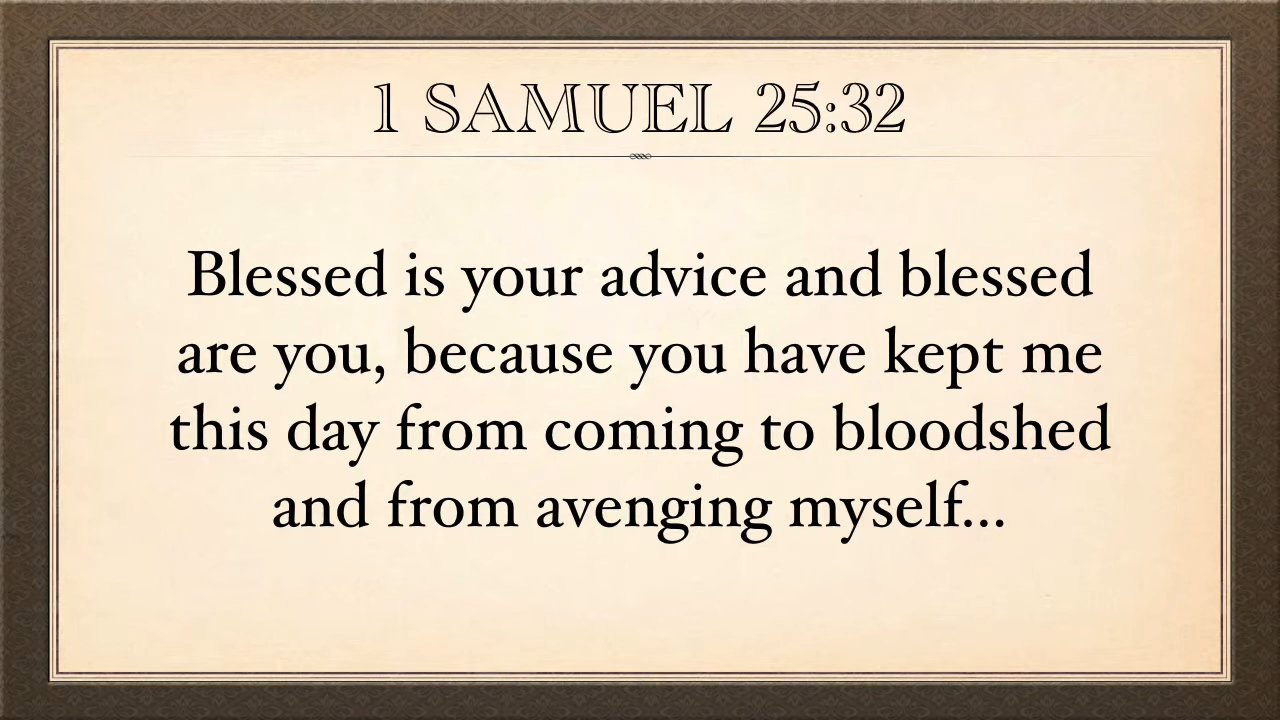 1 SAMUEL 25:32
Blessed is your advice and blessed
are you, because you have kept me
this day from coming to bloodshed
and from avenging myself...